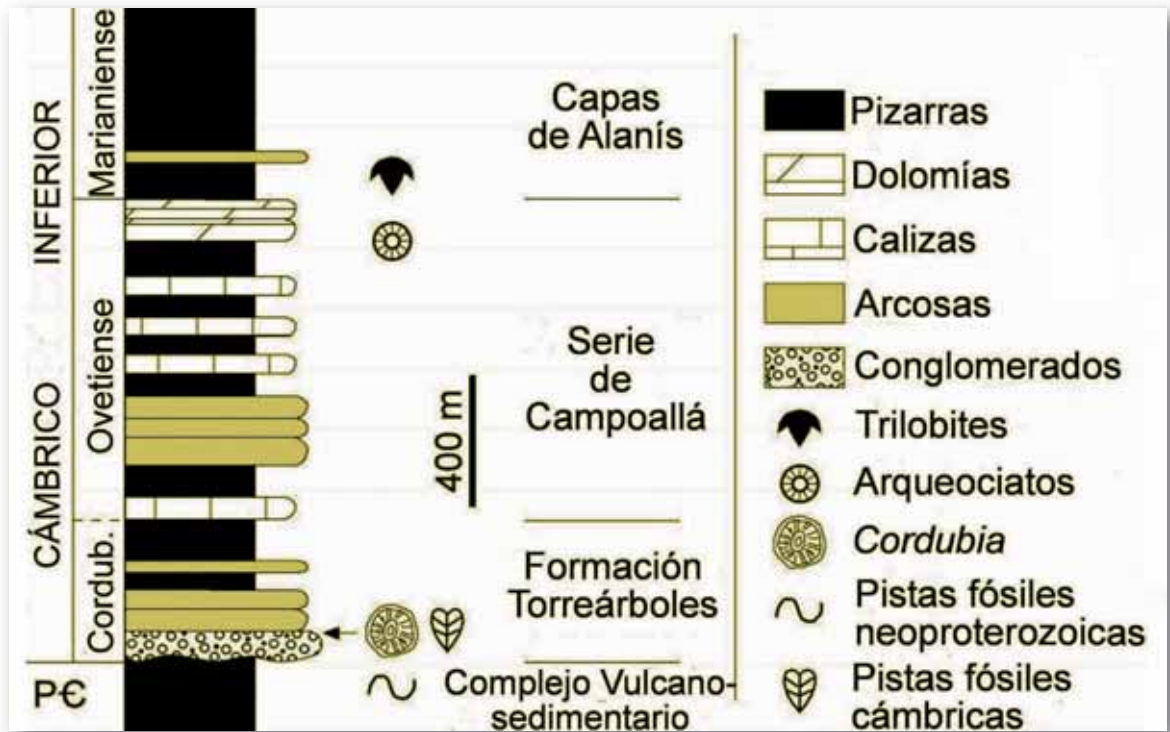 CÁMBRICO INFERIOR
Marianiense
Ovetiense
Cordub.
P€
Capas
de Alanís
Serie
de
Campoallá
400 m
Formación
Torreárboles
Complejo Vulcano-
sedimentario
Pizarras
Dolomías
Calizas
Arcosas
Conglomerados
Trilobites
Arqueociatos
Cordubia
Pistas fósiles
neoproterozoicas
Pistas fósiles
cámbricas